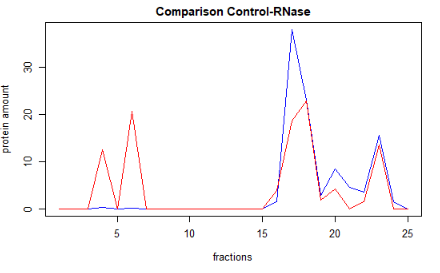 Comparison Control-RNase
protein amount
30
20
10
0
5 10 15 20 25
fractions